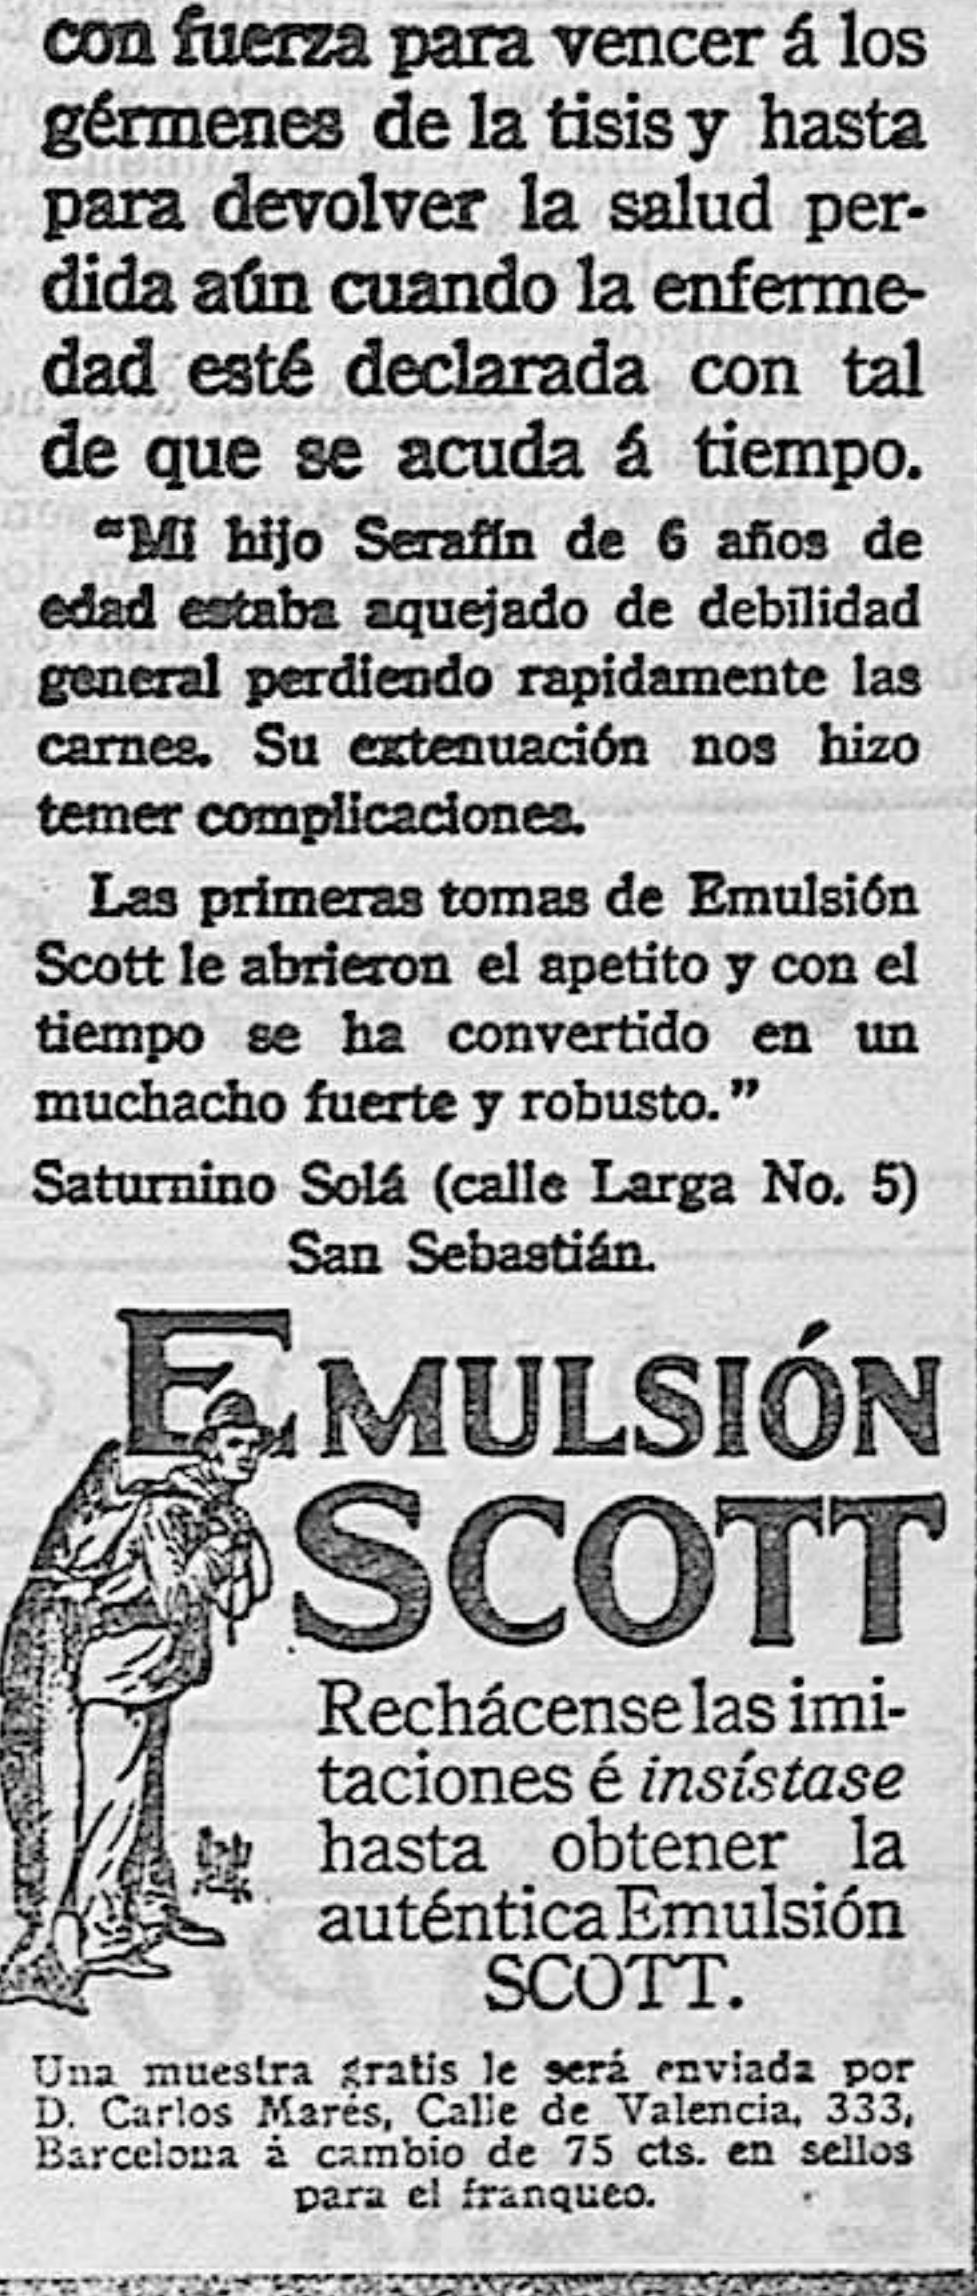 con fuerza para vencer á los
gérmenes de la tisis y hasta
para devolver la salud per-
dida aún cuando la enferme-
dad esté declarada con tal
de que se acuda á tiempo.
“Mi hijo Serafín de 6 años de
edad estaba aquejado de debilidad
general perdiendo rapidamente las
carnes. Su extenuación nos hizo
temer complicaciones.
Las primeras tomas de Emulsión
Scott le abrieron el apetito y con el
tiempo se ha convertido en un
muchacho fuerte y robusto.”
Saturnino Solá (calle Larga No. 5)
San Sebastián.
EMULSIÓN
SCOTT
Rechácense las imi-
taciones é insístase
hasta obtener la
auténtica Emulsión
SCOTT.
Una muestra gratis le será enviada por
D. Carlos Marés, Calle de Valencia, 333,
Barcelona á cambio de 75 cts. en sellos
para el franqueo.